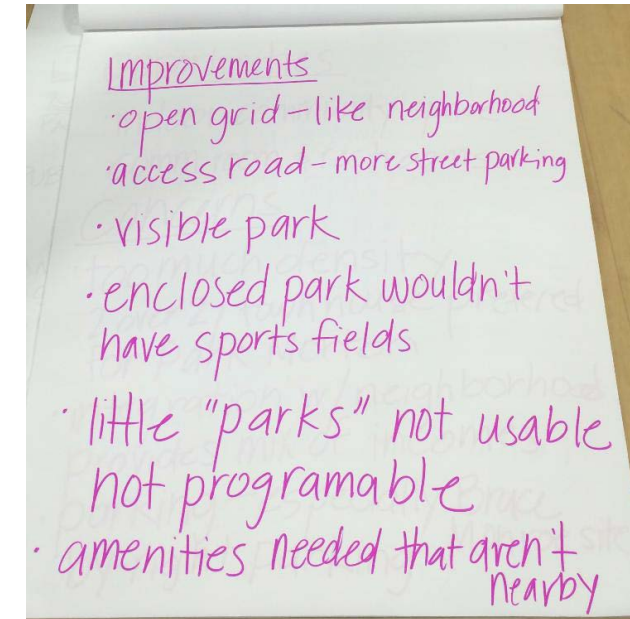 Improvements
·open grid-like neighborhood
·access road - more street parking
·visible park
·enclosed park wouldn't
have sports fields
·little "parks" not usable
not programable
·amenities needed that aren't
nearby